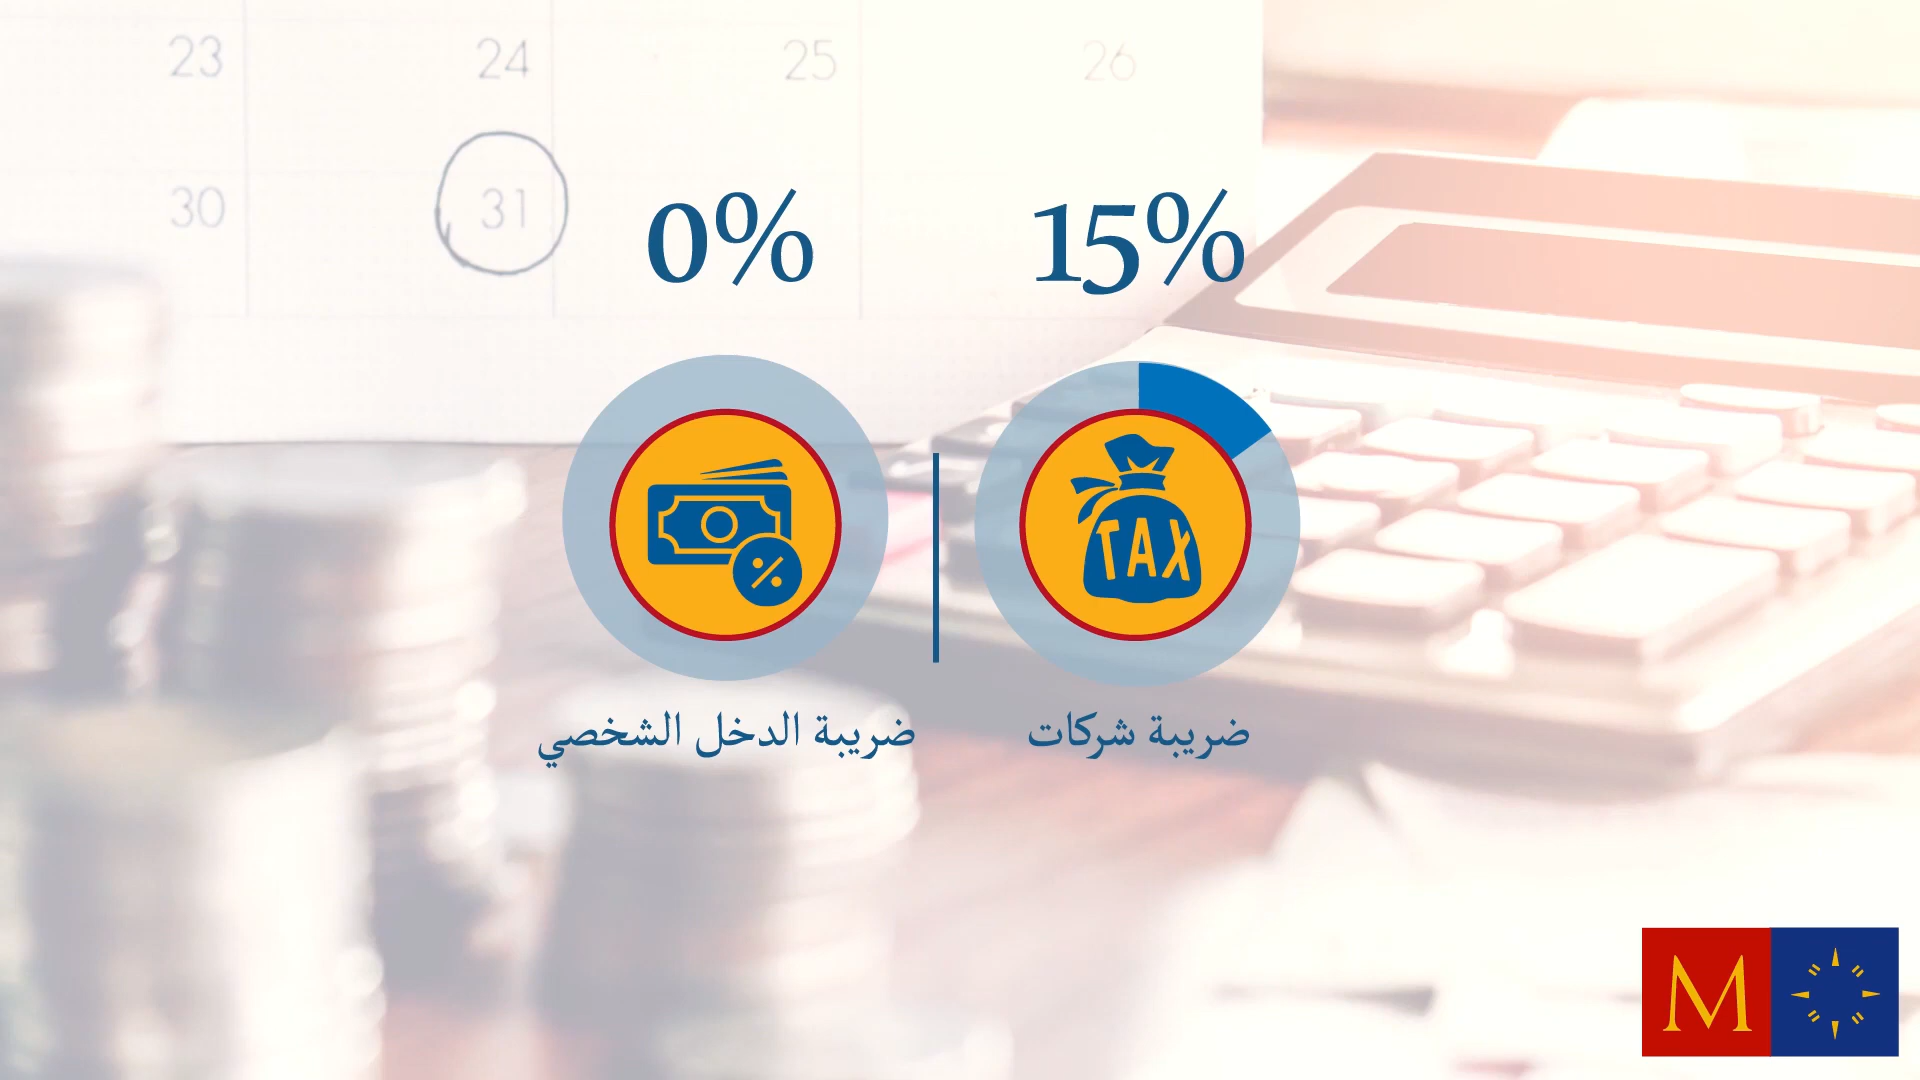 23 24 25 26
30 31
0% 15%
TAX
ضريبة شركات
ضريبة الدخل الشخصي
M